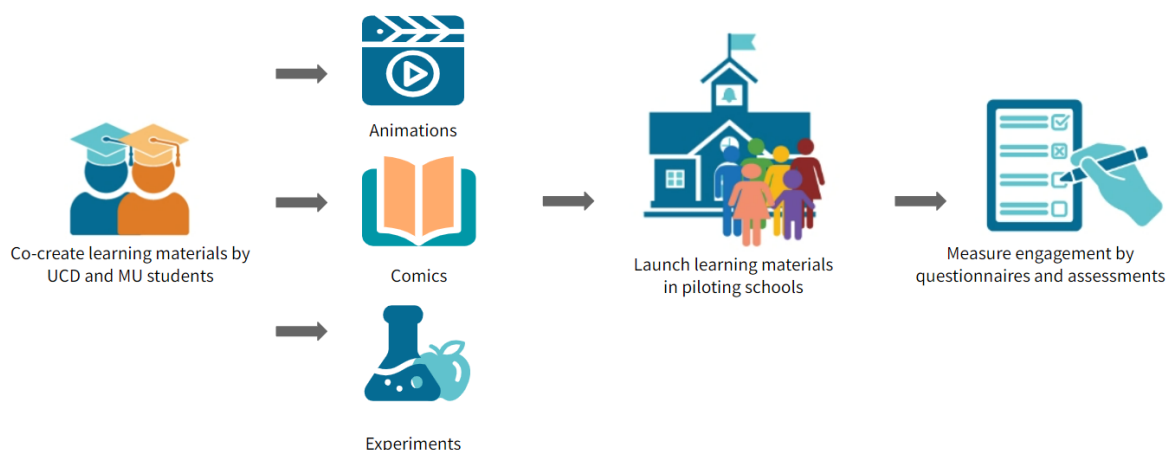 Co-create learning materials by
UCD and MU students
Animations
Comics
Experiments
Launch learning materials
in piloting schools
Measure engagement by
questionnaires and assessments